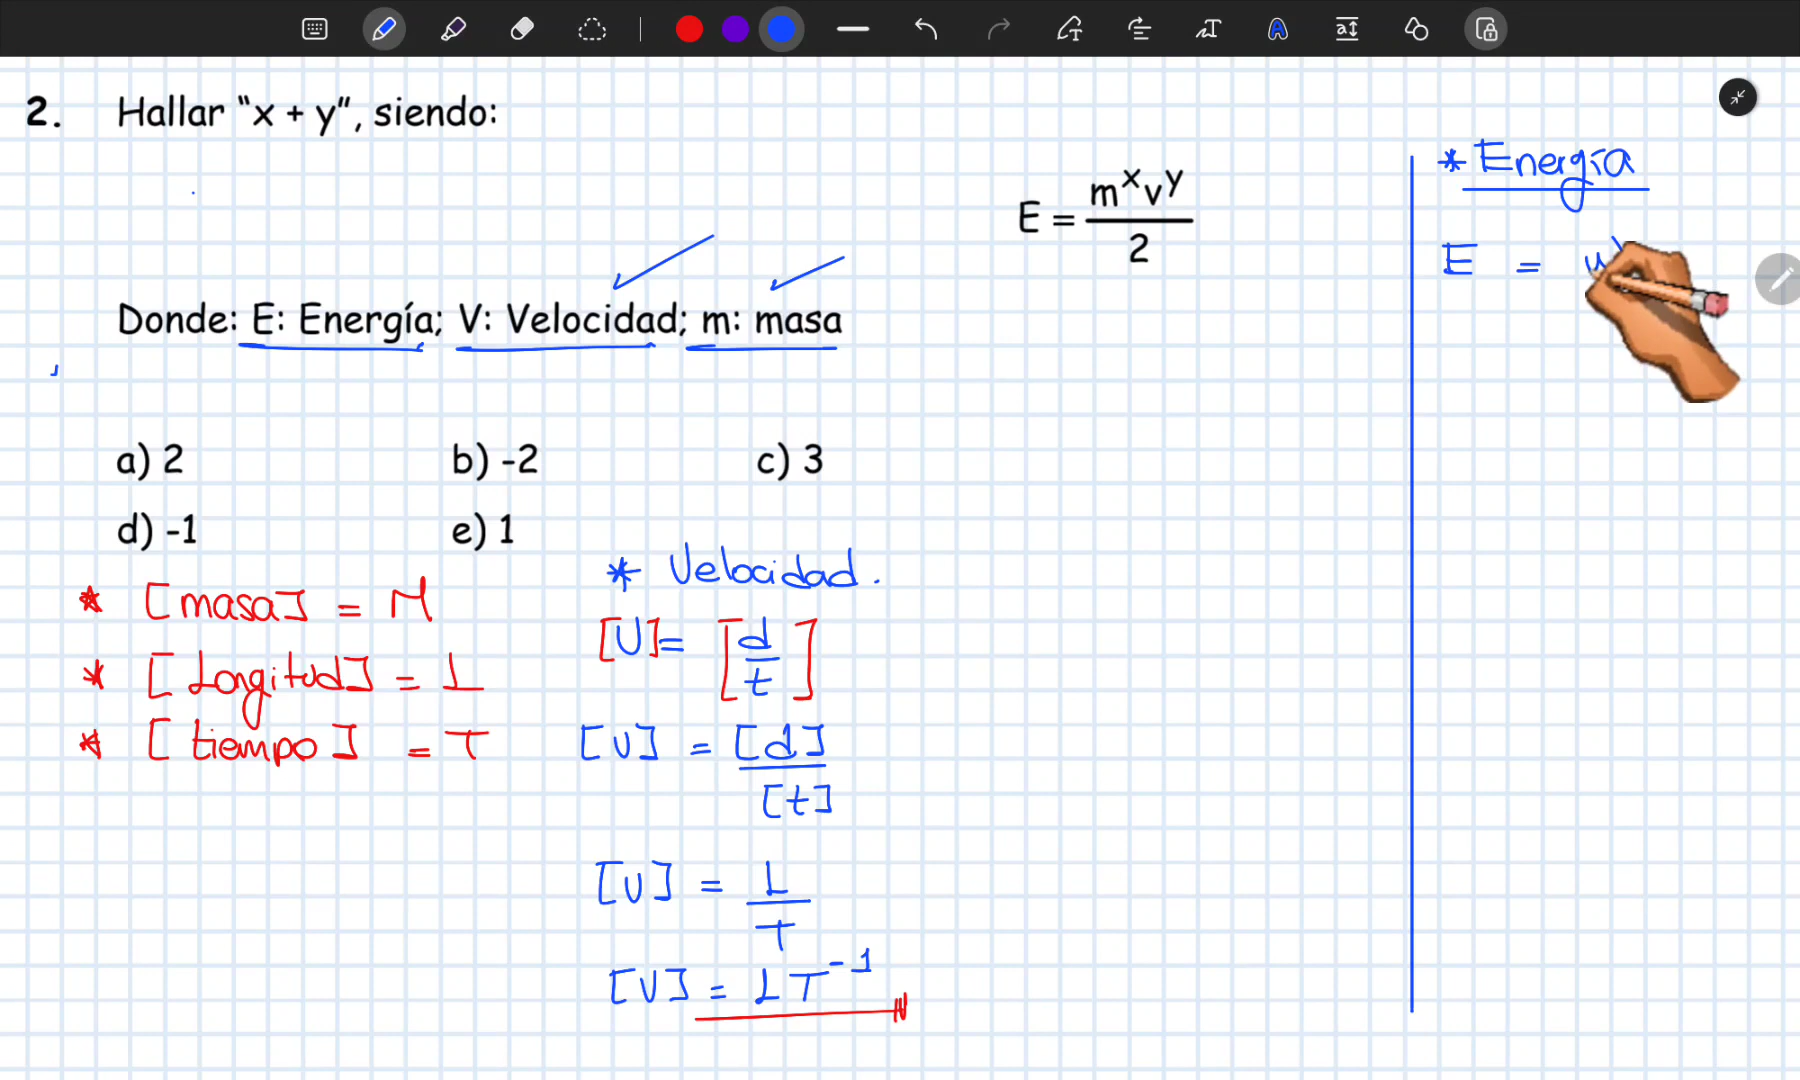 2. Hallar "x + y", siendo:
E = m^x v^y / 2
Donde: E: Energía; V: Velocidad; m: masa
a) 2 b) -2 c) 3
d) -1 e) 1
* [masa] = M
* [Longitud] = L
* [tiempo] = T
* Velocidad.
[V] = [d/t]
[V] = [d]/[t]
[V] = L/T
[V] = L T^-1
* Energía
E =